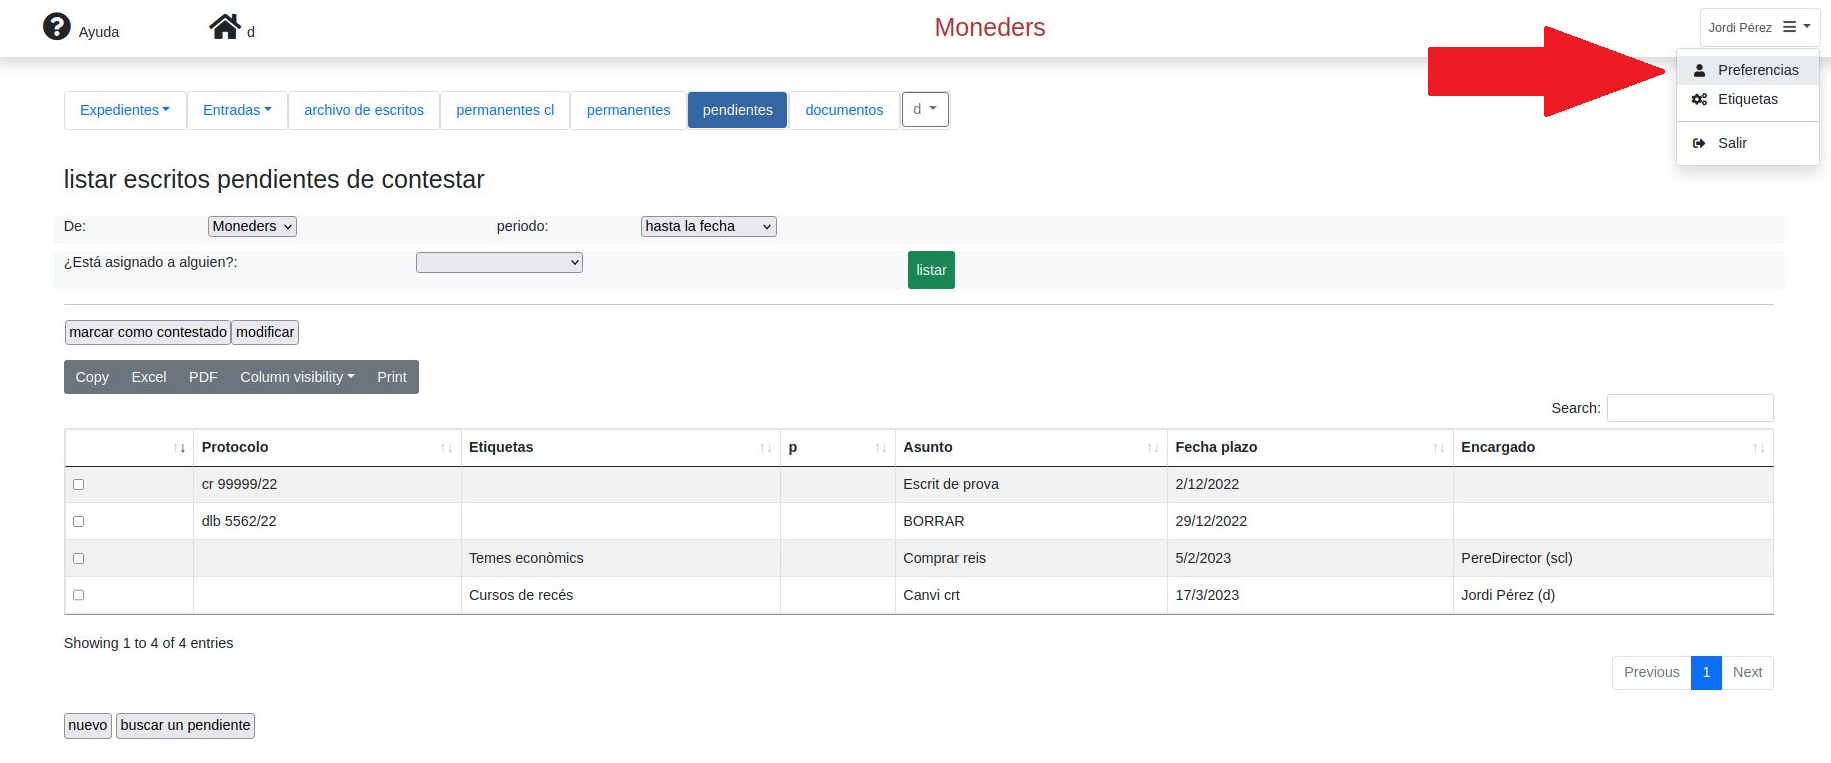 Ayuda
d
Moneders
Jordi Pérez
Preferencias
Etiquetas
Salir
Expedientes
Entradas
archivo de escritos
permanentes cl
permanentes
pendientes
documentos
d
listar escritos pendientes de contestar
De: Moneders periodo: hasta la fecha
¿Está asignado a alguien?: listar
marcar como contestado modificar
Copy Excel PDF Column visibility Print
Search:
Protocolo Etiquetas p Asunto Fecha plazo Encargado
cr 99999/22 Escrit de prova 2/12/2022
dlb 5562/22 BORRAR 29/12/2022
Temes econòmics Comprar reis 5/2/2023 PereDirector (scl)
Cursos de recés Canvi crt 17/3/2023 Jordi Pérez (d)
Showing 1 to 4 of 4 entries
Previous 1 Next
nuevo buscar un pendiente